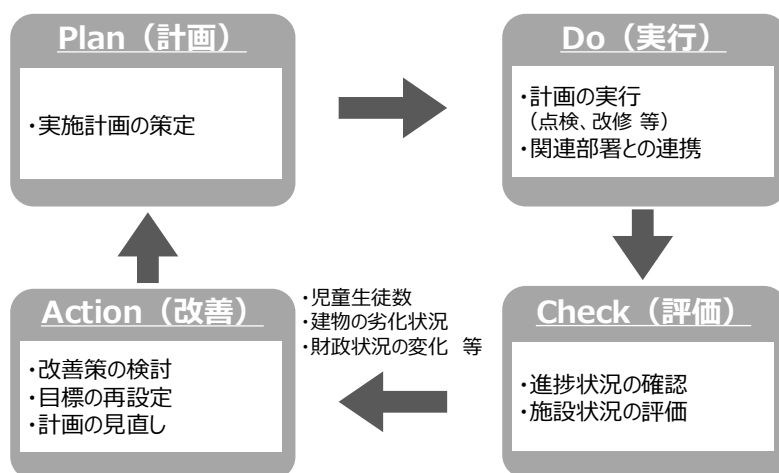 Plan（計画）
・実施計画の策定
Do（実行）
・計画の実行
（点検、改修 等）
・関連部署との連携
Check（評価）
・進捗状況の確認
・施設状況の評価
・児童生徒数
・建物の劣化状況
・財政状況の変化 等
Action（改善）
・改善策の検討
・目標の再設定
・計画の見直し